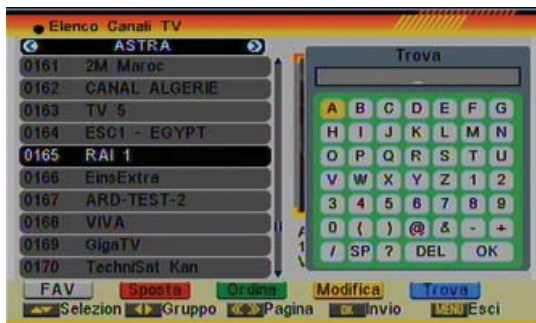 Elenco Canali TV
ASTRA
0161 2M Maroc
0162 CANAL ALGERIE
0163 TV 5
0164 ESC1 - EGYPT
0165 RAI 1
0166 EinsExtra
0167 ARD-TEST-2
0168 VIVA
0169 GigaTV
0170 TechniSat Kan
Trova
A B C D E F G
H I J K L M N
O P Q R S T U
V W X Y Z 1 2
3 4 5 6 7 8 9
0 ( ) @ & - +
/ SP ? DEL OK
FAV Sposta Ordina Modifica Trova
Selezion Gruppo Pagina OK Invio MENU Esci